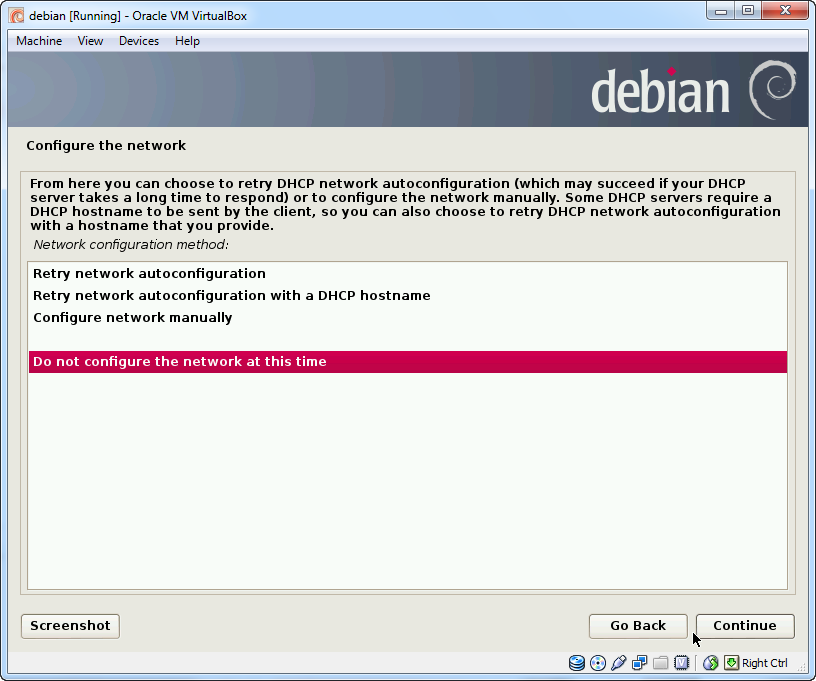 debian [Running] - Oracle VM VirtualBox
Machine View Devices Help
debian
Configure the network
From here you can choose to retry DHCP network autoconfiguration (which may succeed if your DHCP
server takes a long time to respond) or to configure the network manually. Some DHCP servers require a
DHCP hostname to be sent by the client, so you can also choose to retry DHCP network autoconfiguration
with a hostname that you provide.
Network configuration method:
Retry network autoconfiguration
Retry network autoconfiguration with a DHCP hostname
Configure network manually
Do not configure the network at this time
Screenshot Go Back Continue
Right Ctrl